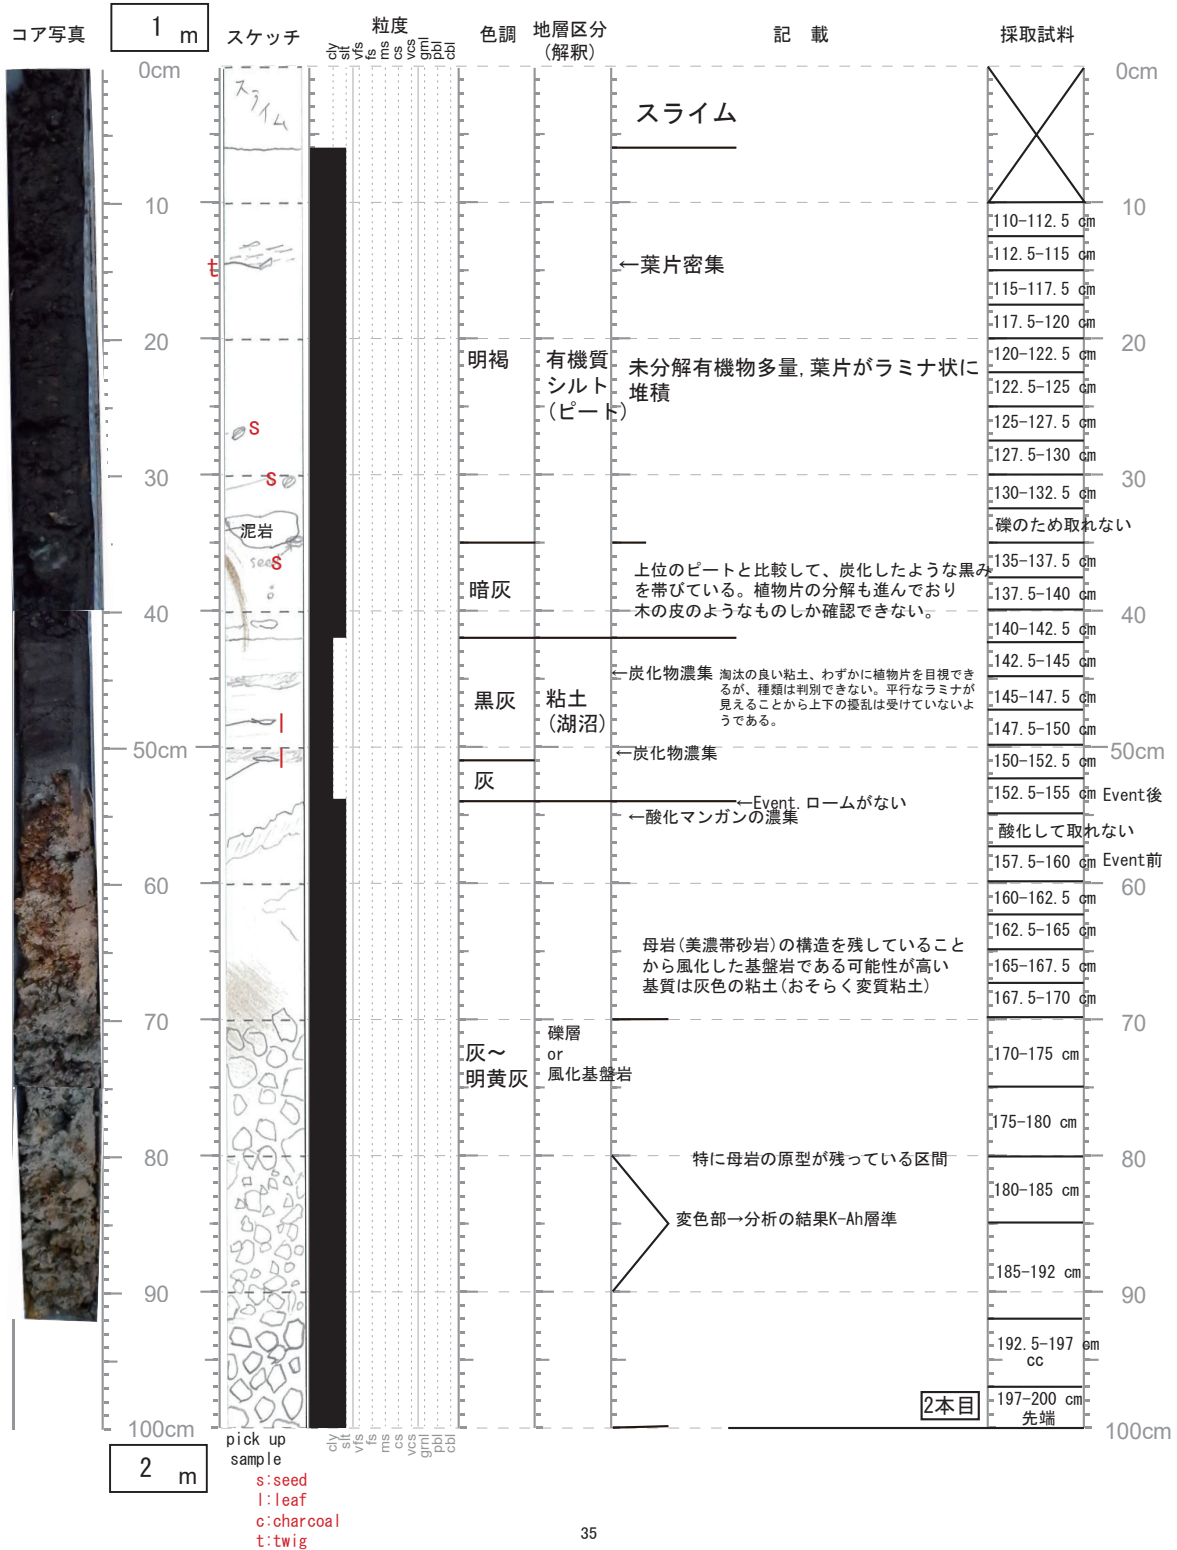 コア写真
1 m
スケッチ
粒度
cly
slt
vfs
fs
ms
cs
vcs
grnl
pbl
cbl
色調
地層区分
(解釈)
記 載
採取試料
0cm
10
20
30
40
50cm
60
70
80
90
100cm
スライム
t
s
s
泥岩
see
s
l
l
明褐
暗灰
黒灰
灰
灰～
明黄灰
有機質
シルト
(ピート)
粘土
(湖沼)
礫層
or
風化基盤岩
スライム
←葉片密集
未分解有機物多量,葉片がラミナ状に
堆積
上位のピートと比較して、炭化したような黒み
を帯びている。植物片の分解も進んでおり
木の皮のようなものしか確認できない。
←炭化物濃集
淘汰の良い粘土、わずかに植物片を目視でき
るが、種類は判別できない。平行なラミナが
見えることから上下の擾乱は受けていないよ
うである。
←炭化物濃集
←Event.ロームがない
←酸化マンガンの濃集
母岩(美濃帯砂岩)の構造を残していること
から風化した基盤岩である可能性が高い
基質は灰色の粘土(おそらく変質粘土)
特に母岩の原型が残っている区間
変色部→分析の結果K-Ah層準
2本目
110-112.5 cm
112.5-115 cm
115-117.5 cm
117.5-120 cm
120-122.5 cm
122.5-125 cm
125-127.5 cm
127.5-130 cm
130-132.5 cm
礫のため取れない
135-137.5 cm
137.5-140 cm
140-142.5 cm
142.5-145 cm
145-147.5 cm
147.5-150 cm
150-152.5 cm
152.5-155 cm Event後
酸化して取れない
157.5-160 cm Event前
160-162.5 cm
162.5-165 cm
165-167.5 cm
167.5-170 cm
170-175 cm
175-180 cm
180-185 cm
185-192 cm
192.5-197 cm
cc
197-200 cm
先端
0cm
10
20
30
40
50cm
60
70
80
90
100cm
2 m
pick up
sample
s:seed
l:leaf
c:charcoal
t:twig
cly
slt
vfs
fs
ms
cs
vcs
grnl
pbl
cbl
35